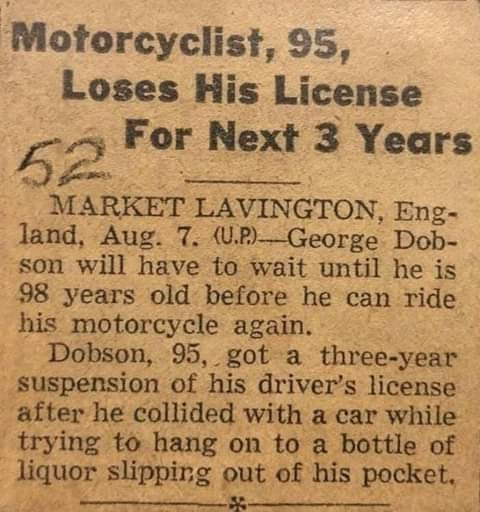 Motorcyclist, 95,
Loses His License
For Next 3 Years
52
MARKET LAVINGTON, Eng-
land, Aug. 7. (U.P.)—George Dob-
son will have to wait until he is
98 years old before he can ride
his motorcycle again.
Dobson, 95, got a three-year
suspension of his driver's license
after he collided with a car while
trying to hang on to a bottle of
liquor slipping out of his pocket.